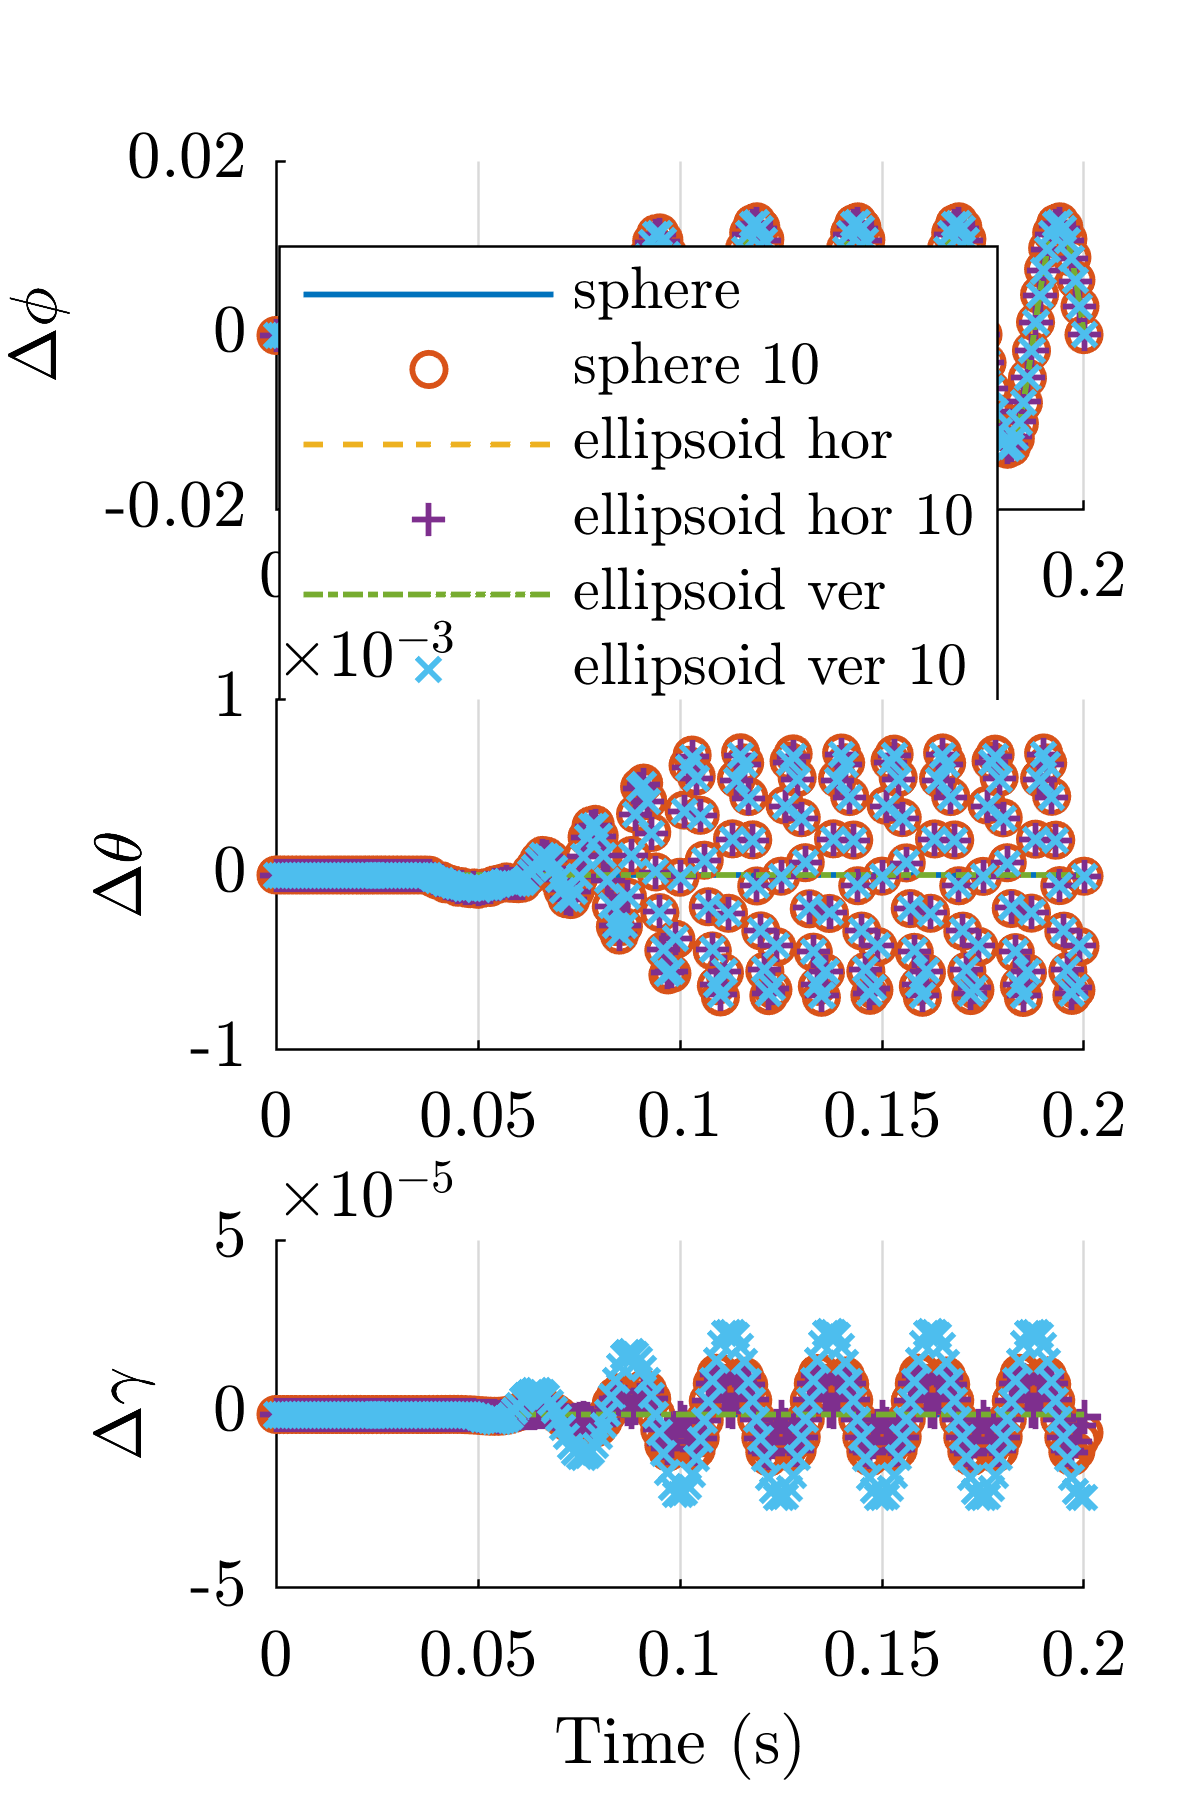 0.02
Δϕ
0
-0.02
0.2
sphere
sphere 10
ellipsoid hor
ellipsoid hor 10
ellipsoid ver
ellipsoid ver 10
×10⁻³
1
Δθ
0
-1
0 0.05 0.1 0.15 0.2
×10⁻⁵
5
Δγ
0
-5
0 0.05 0.1 0.15 0.2
Time (s)